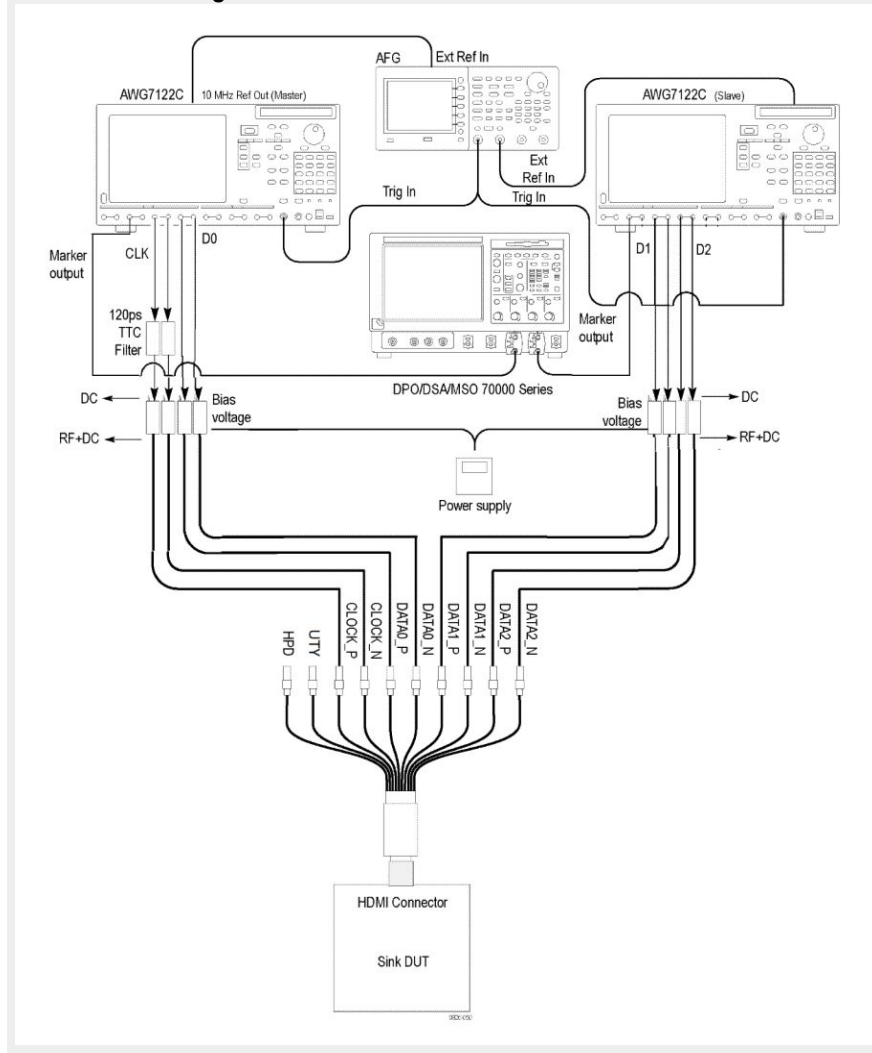 AFG
Ext Ref In
AWG7122C
10 MHz Ref Out (Master)
AWG7122C
(Slave)
Ext
Ref In
Trig In
Trig In
Marker
output
CLK
D0
D1
D2
120ps
TTC
Filter
Marker
output
DPO/DSA/MSO 70000 Series
DC
Bias
voltage
RF+DC
Bias
voltage
DC
RF+DC
Power supply
HPD
UTY
CLOCK_P
CLOCK_N
DATA0_P
DATA0_N
DATA1_P
DATA1_N
DATA2_P
DATA2_N
HDMI Connector
Sink DUT